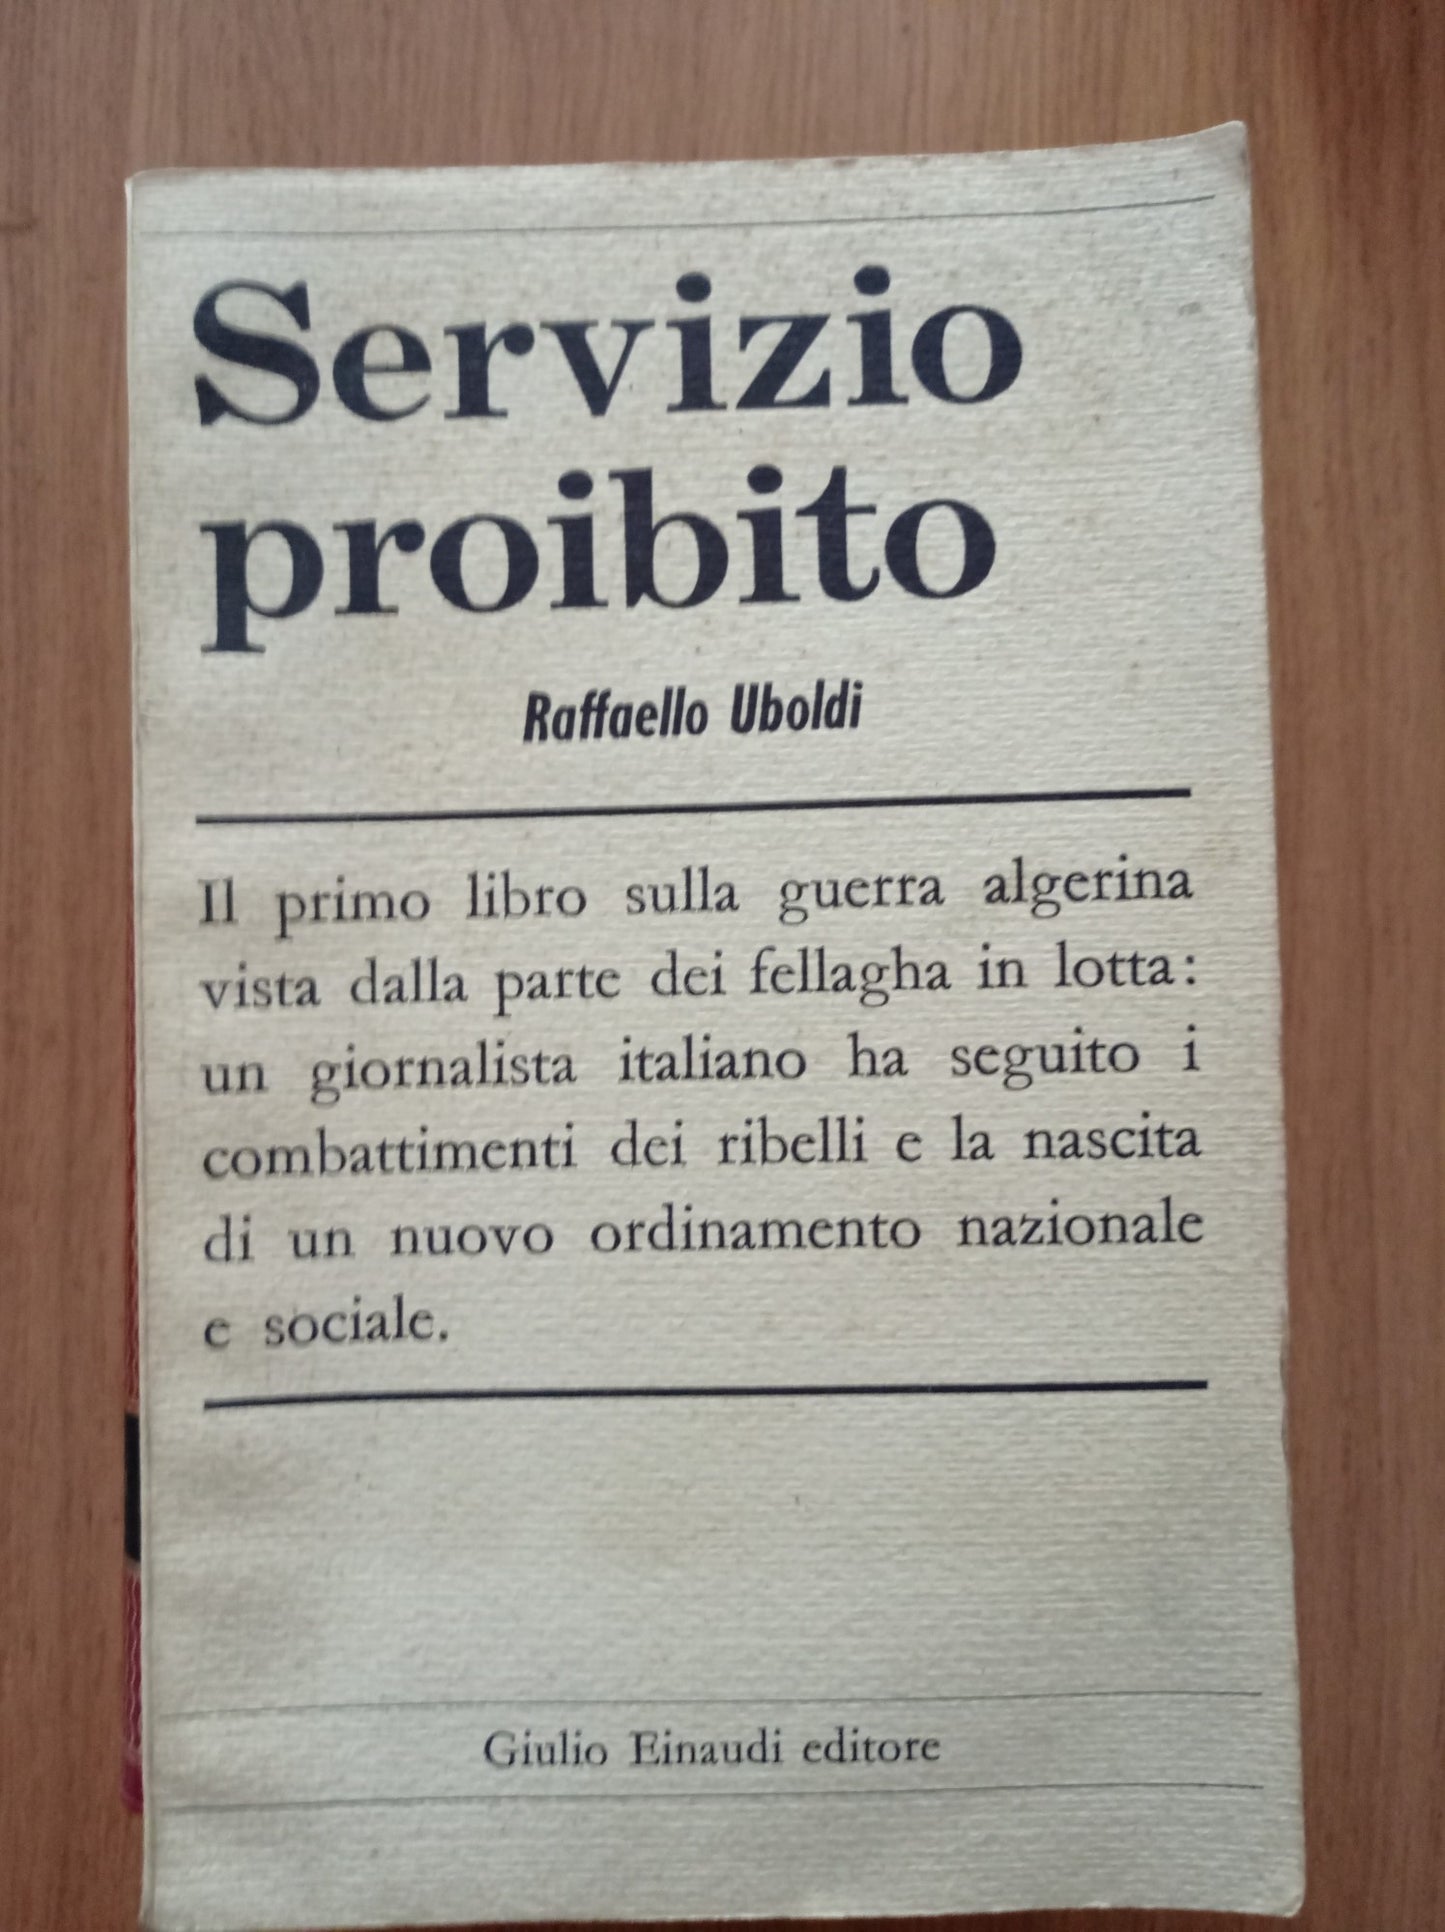 Servizio
proibito
Raffaello Uboldi
Il primo libro sulla guerra algerina
vista dalla parte dei fellagha in lotta:
un giornalista italiano ha seguito i
combattimenti dei ribelli e la nascita
di un nuovo ordinamento nazionale
e sociale.
Giulio Einaudi editore